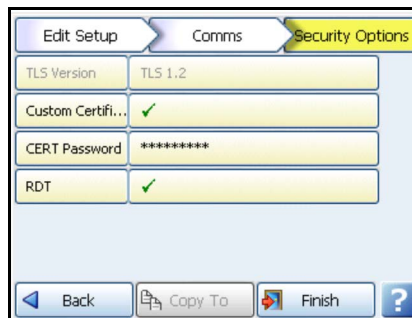 Edit Setup Comms Security Options
TLS Version TLS 1.2
Custom Certifi... ✓
CERT Password *********
RDT ✓
Back Copy To Finish ?